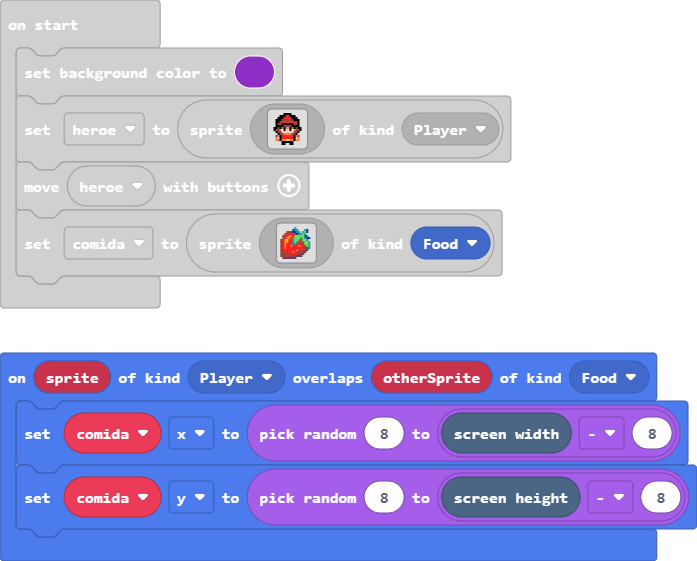 on start
set background color to
set heroe to sprite of kind Player
move heroe with buttons
set comida to sprite of kind Food
on sprite of kind Player overlaps otherSprite of kind Food
set comida x to pick random 8 to screen width - 8
set comida y to pick random 8 to screen height - 8